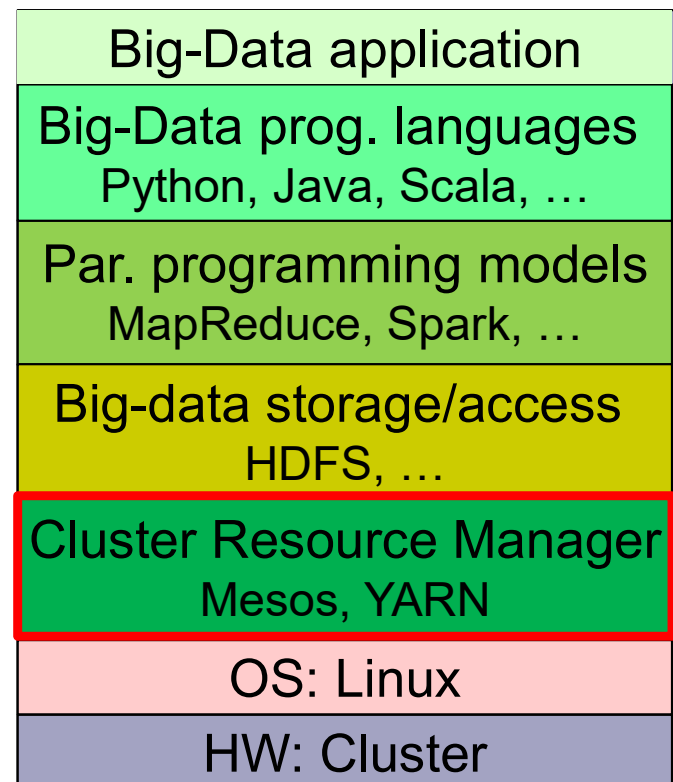 Big-Data application
Big-Data prog. languages
Python, Java, Scala, …
Par. programming models
MapReduce, Spark, …
Big-data storage/access
HDFS, …
Cluster Resource Manager
Mesos, YARN
OS: Linux
HW: Cluster